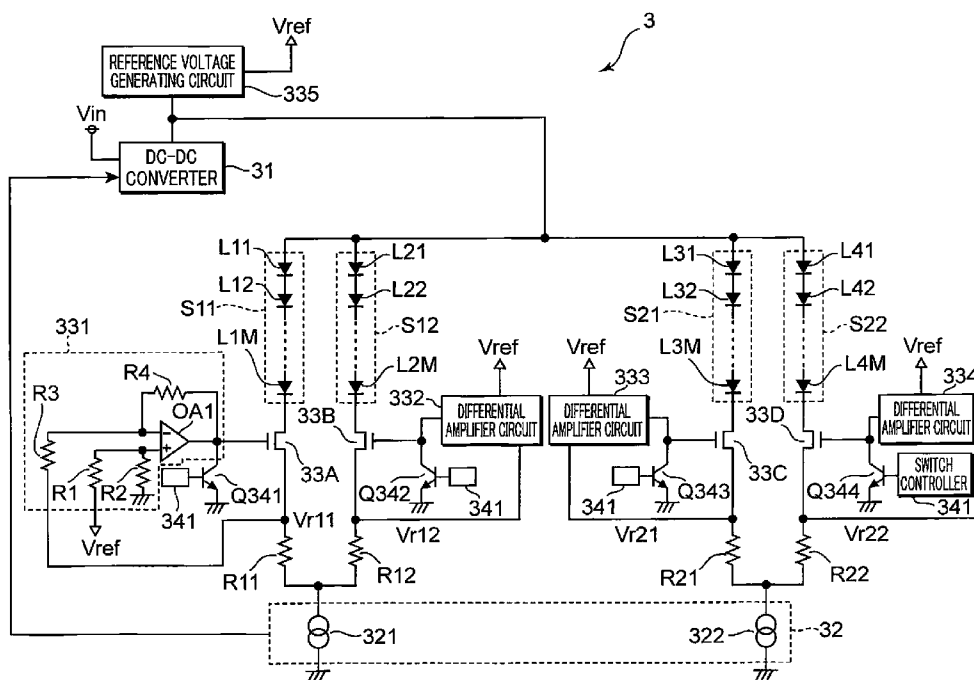 3
Vref
REFERENCE VOLTAGE
GENERATING CIRCUIT
335
Vin
DC-DC
CONVERTER
31
L11
L12
S11
L1M
L21
L22
S12
L2M
L31
L32
S21
L3M
L41
L42
S22
L4M
331
R3
R4
OA1
R1
R2
341
Q341
Vref
33A
33B
Vref
332
DIFFERENTIAL
AMPLIFIER CIRCUIT
Q342
341
Vref
333
DIFFERENTIAL
AMPLIFIER CIRCUIT
341
Q343
33C
33D
Vref
334
DIFFERENTIAL
AMPLIFIER CIRCUIT
Q344
SWITCH
CONTROLLER
341
Vr11
Vr12
Vr21
Vr22
R11
R12
R21
R22
321
322
32